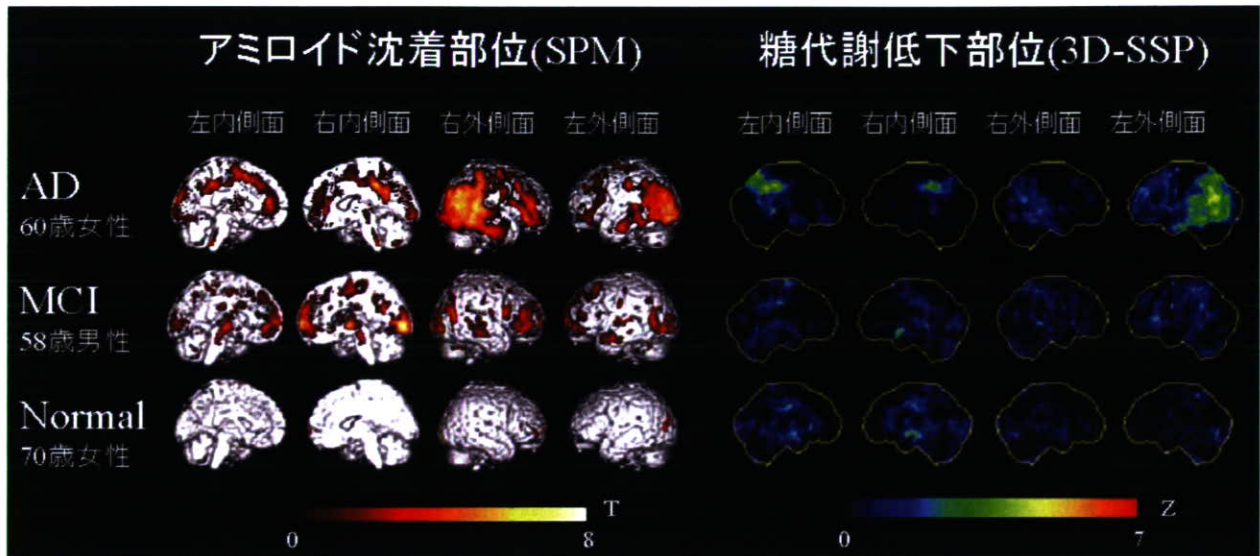 アミロイド沈着部位(SPM)
糖代謝低下部位(3D-SSP)
左内側面 右内側面 右外側面 左外側面
左内側面 右内側面 右外側面 左外側面
AD
60歳女性
MCI
58歳男性
Normal
70歳女性
T
0 8
Z
0 7